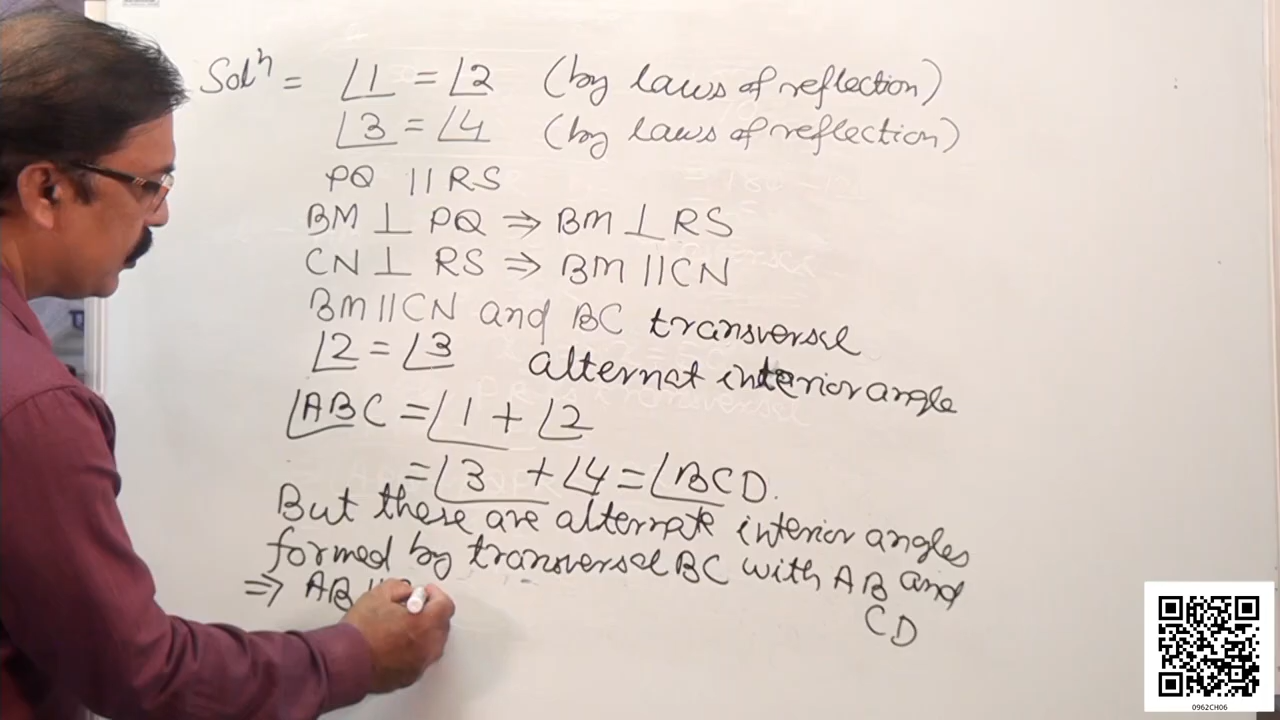 Solⁿ = ∠1 = ∠2 (by laws of reflection)
∠3 = ∠4 (by laws of reflection)
PQ || RS
BM ⊥ PQ ⇒ BM ⊥ RS
CN ⊥ RS ⇒ BM || CN
BM || CN and BC transversel
∠2 = ∠3 alternat interior angle
∠ABC = ∠1 + ∠2
= ∠3 + ∠4 = ∠BCD.
But these are alternate interior angles
formed by transversel BC with AB and
CD
⇒ AB ||
0962CH06